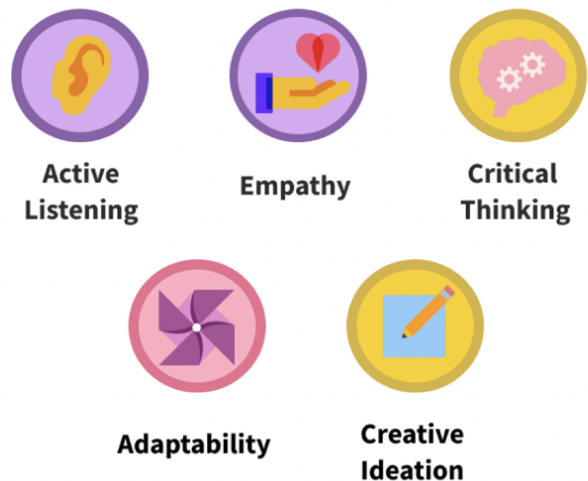 Active
Listening
Empathy
Critical
Thinking
Adaptability
Creative
Ideation